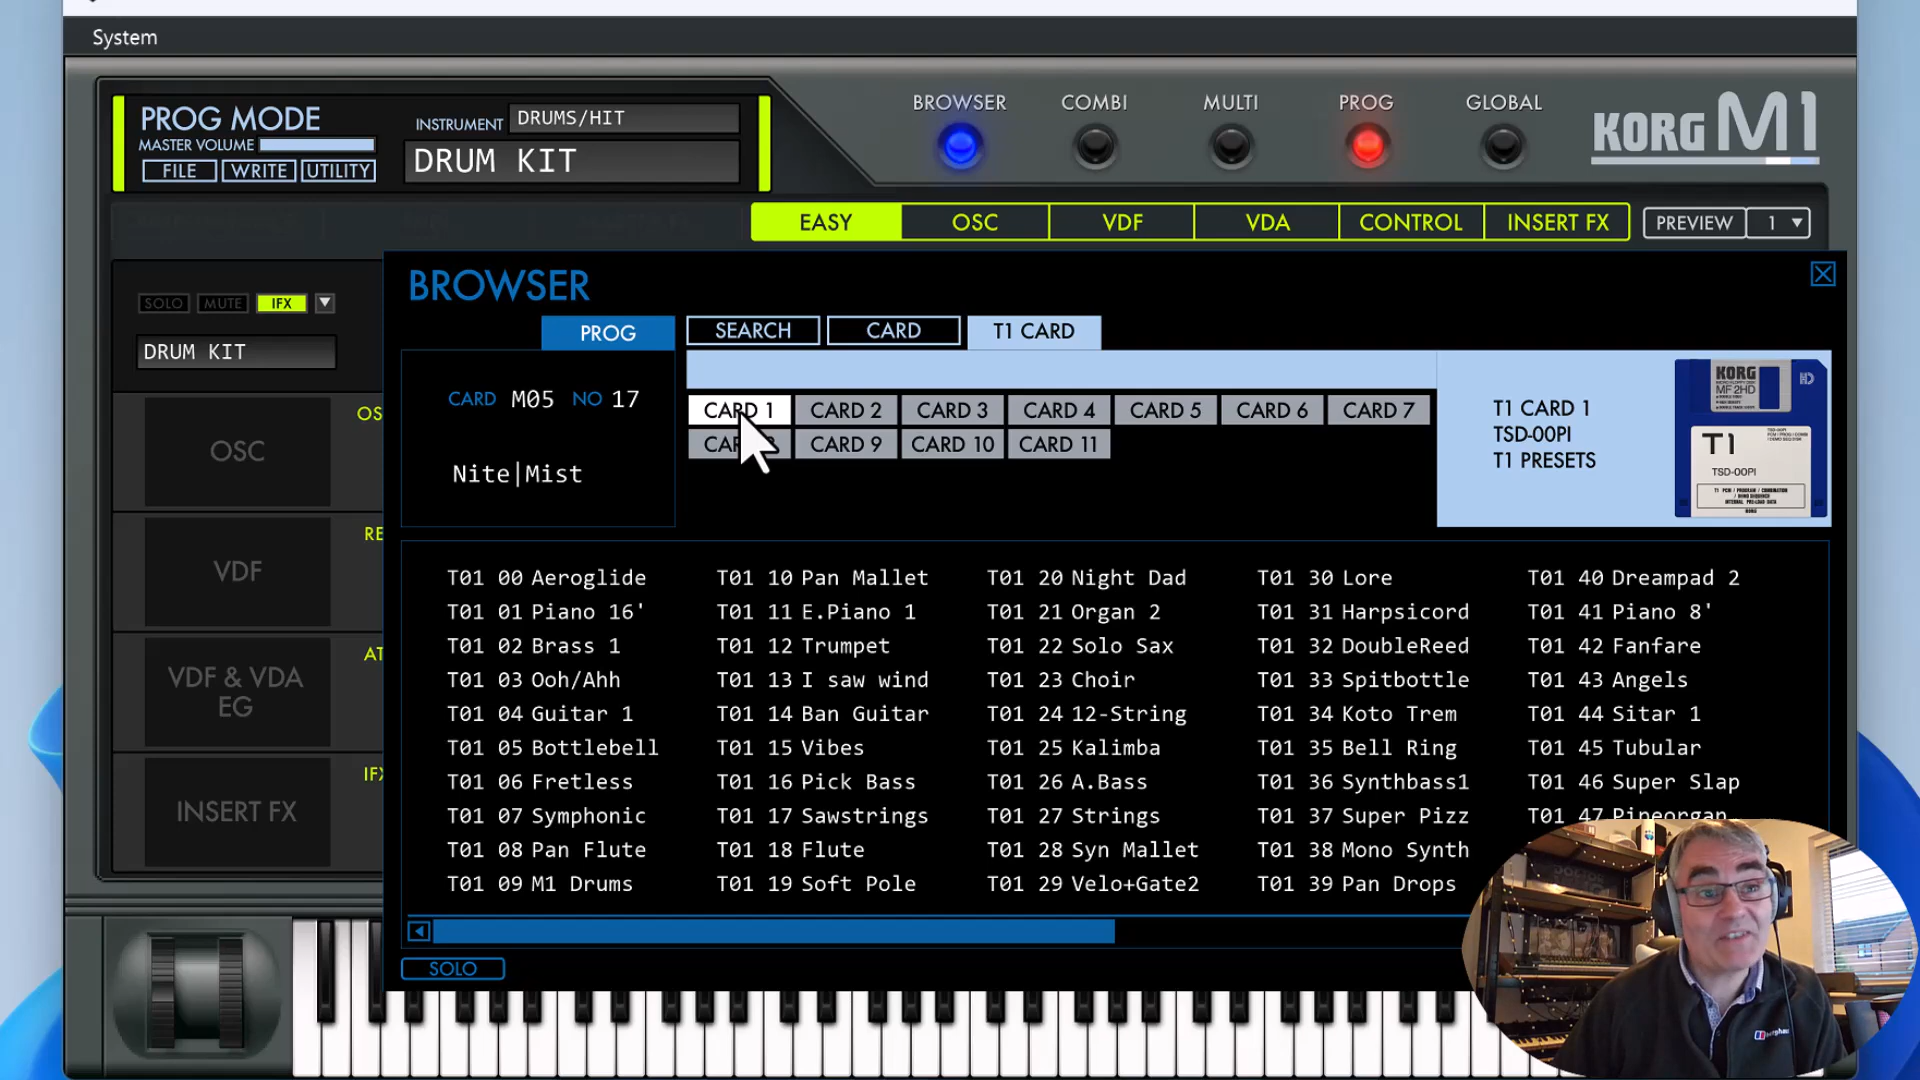 System
PROG MODE
MASTER VOLUME
FILE WRITE UTILITY
INSTRUMENT DRUMS/HIT
DRUM KIT
BROWSER COMBI MULTI PROG GLOBAL
KORG M1
EASY OSC VDF VDA CONTROL INSERT FX PREVIEW 1
SOLO MUTE IFX
DRUM KIT
OSC
VDF
VDF & VDA
EG
INSERT FX
OS
RE
AT
IFX
BROWSER
PROG SEARCH CARD T1 CARD
CARD M05 NO 17
Nite|Mist
CARD 1 CARD 2 CARD 3 CARD 4 CARD 5 CARD 6 CARD 7
CARD 9 CARD 10 CARD 11
T1 CARD 1
TSD-00PI
T1 PRESETS
KORG
MF 2HD
HD
T1
TSD-00PI
KORG
T01 00 Aeroglide T01 10 Pan Mallet T01 20 Night Dad T01 30 Lore T01 40 Dreampad 2
T01 01 Piano 16' T01 11 E.Piano 1 T01 21 Organ 2 T01 31 Harpsicord T01 41 Piano 8'
T01 02 Brass 1 T01 12 Trumpet T01 22 Solo Sax T01 32 DoubleReed T01 42 Fanfare
T01 03 Ooh/Ahh T01 13 I saw wind T01 23 Choir T01 33 Spitbottle T01 43 Angels
T01 04 Guitar 1 T01 14 Ban Guitar T01 24 12-String T01 34 Koto Trem T01 44 Sitar 1
T01 05 Bottlebell T01 15 Vibes T01 25 Kalimba T01 35 Bell Ring T01 45 Tubular
T01 06 Fretless T01 16 Pick Bass T01 26 A.Bass T01 36 Synthbass1 T01 46 Super Slap
T01 07 Symphonic T01 17 Sawstrings T01 27 Strings T01 37 Super Pizz T01 47 Pipeorgan
T01 08 Pan Flute T01 18 Flute T01 28 Syn Mallet T01 38 Mono Synth
T01 09 M1 Drums T01 19 Soft Pole T01 29 Velo+Gate2 T01 39 Pan Drops
SOLO